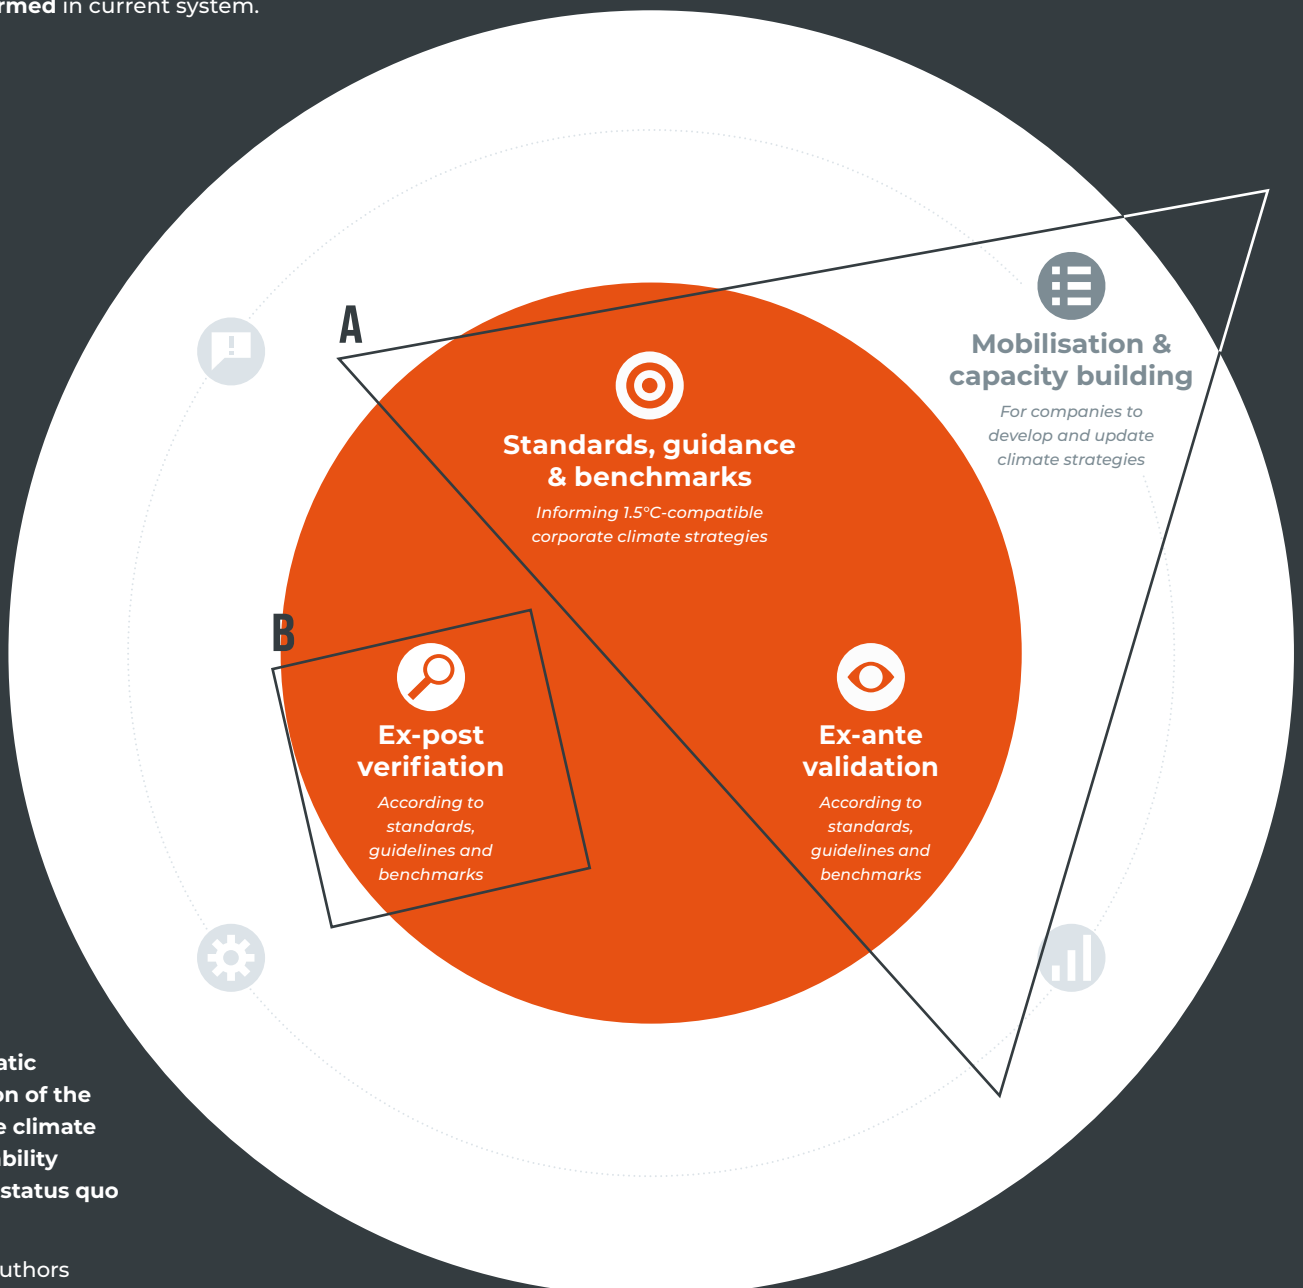 rmed in current system.
A
Mobilisation &
capacity building
For companies to
develop and update
climate strategies
Standards, guidance
& benchmarks
Informing 1.5°C-compatible
corporate climate strategies
B
Ex-post
verifiation
According to
standards,
guidelines and
benchmarks
Ex-ante
validation
According to
standards,
guidelines and
benchmarks
atic
on of the
e climate
ability
status quo
uthors